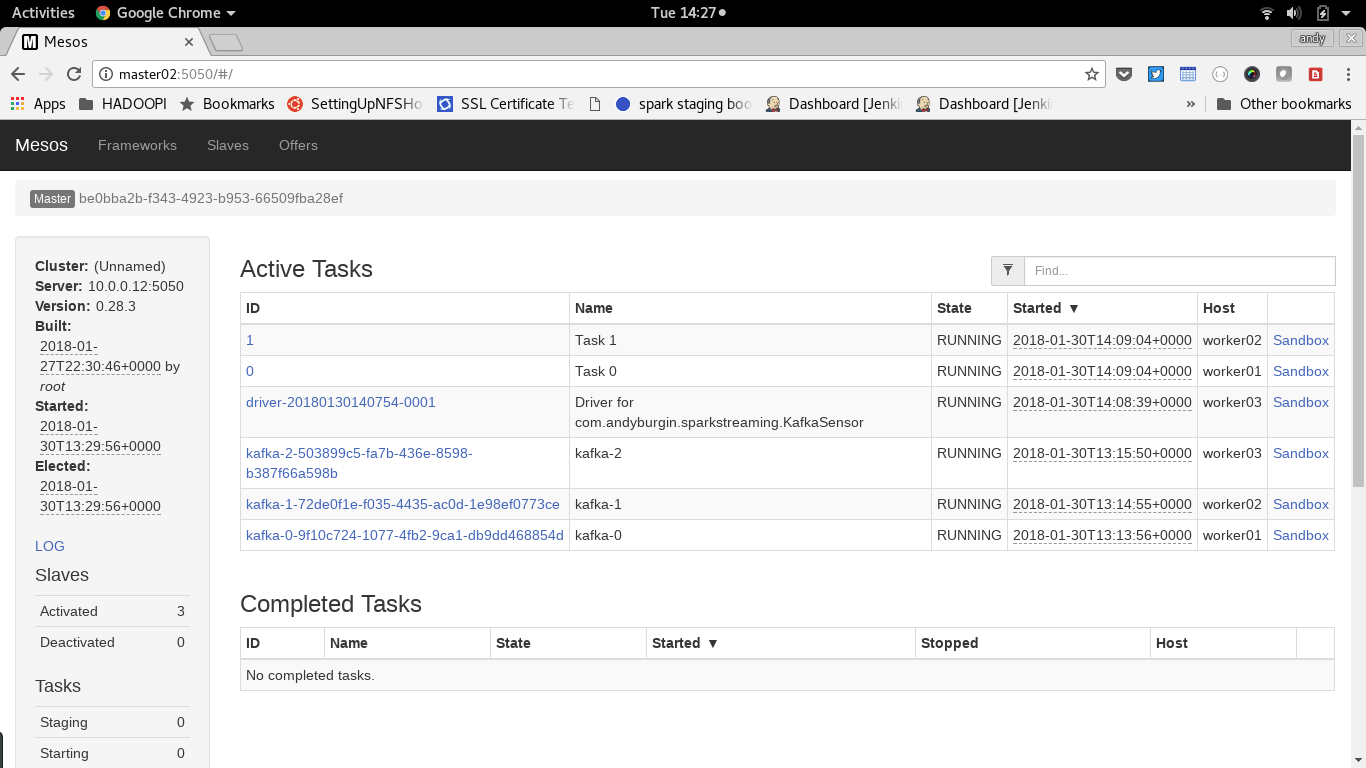 Activities Google Chrome Tue 14:27
Mesos andy
master02:5050/#/
Apps HADOOPI Bookmarks SettingUpNFSHo SSL Certificate Te spark staging boo Dashboard [Jenki Dashboard [Jenki » Other bookmarks
Mesos Frameworks Slaves Offers
Master be0bba2b-f343-4923-b953-66509fba28ef
Cluster: (Unnamed)
Server: 10.0.0.12:5050
Version: 0.28.3
Built:
2018-01-
27T22:30:46+0000 by
root
Started:
2018-01-
30T13:29:56+0000
Elected:
2018-01-
30T13:29:56+0000
LOG
Slaves
Activated 3
Deactivated 0
Tasks
Staging 0
Starting 0
Active Tasks Find...
ID Name State Started ▼ Host
1 Task 1 RUNNING 2018-01-30T14:09:04+0000 worker02 Sandbox
0 Task 0 RUNNING 2018-01-30T14:09:04+0000 worker01 Sandbox
driver-20180130140754-0001 Driver for RUNNING 2018-01-30T14:08:39+0000 worker03 Sandbox
com.andyburgin.sparkstreaming.KafkaSensor
kafka-2-503899c5-fa7b-436e-8598- kafka-2 RUNNING 2018-01-30T13:15:50+0000 worker03 Sandbox
b387f66a598b
kafka-1-72de0f1e-f035-4435-ac0d-1e98ef0773ce kafka-1 RUNNING 2018-01-30T13:14:55+0000 worker02 Sandbox
kafka-0-9f10c724-1077-4fb2-9ca1-db9dd468854d kafka-0 RUNNING 2018-01-30T13:13:56+0000 worker01 Sandbox
Completed Tasks
ID Name State Started ▼ Stopped Host
No completed tasks.